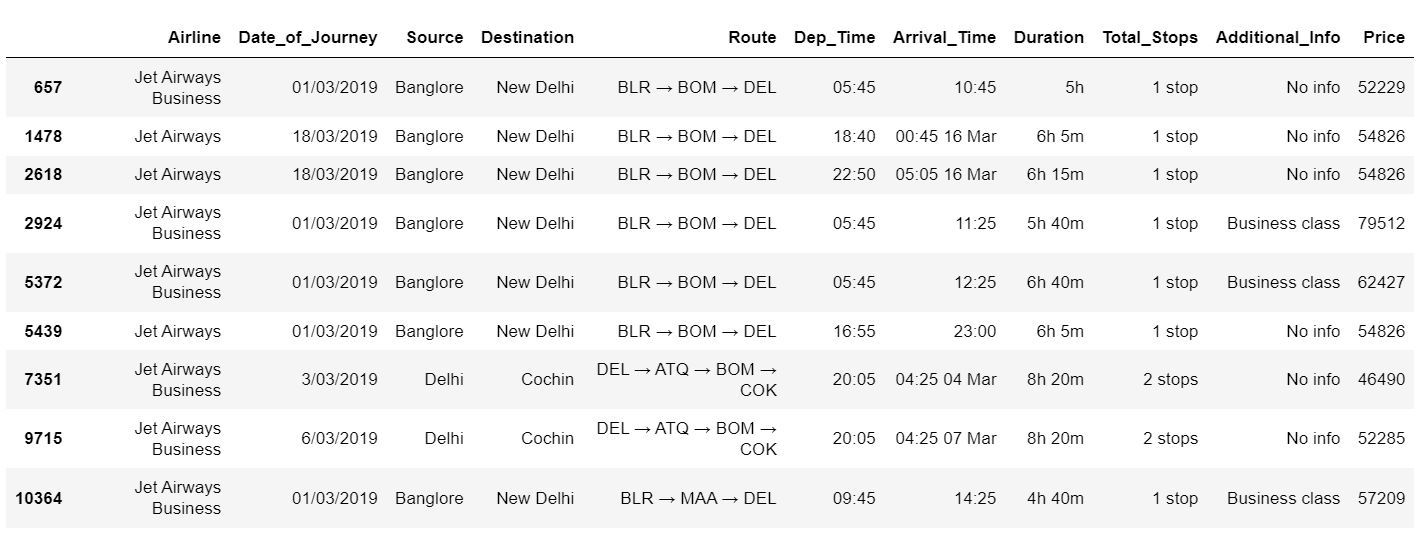 Airline Date_of_Journey Source Destination Route Dep_Time Arrival_Time Duration Total_Stops Additional_Info Price
657 Jet Airways Business 01/03/2019 Banglore New Delhi BLR → BOM → DEL 05:45 10:45 5h 1 stop No info 52229
1478 Jet Airways 18/03/2019 Banglore New Delhi BLR → BOM → DEL 18:40 00:45 16 Mar 6h 5m 1 stop No info 54826
2618 Jet Airways 18/03/2019 Banglore New Delhi BLR → BOM → DEL 22:50 05:05 16 Mar 6h 15m 1 stop No info 54826
2924 Jet Airways Business 01/03/2019 Banglore New Delhi BLR → BOM → DEL 05:45 11:25 5h 40m 1 stop Business class 79512
5372 Jet Airways Business 01/03/2019 Banglore New Delhi BLR → BOM → DEL 05:45 12:25 6h 40m 1 stop Business class 62427
5439 Jet Airways 01/03/2019 Banglore New Delhi BLR → BOM → DEL 16:55 23:00 6h 5m 1 stop No info 54826
7351 Jet Airways Business 3/03/2019 Delhi Cochin DEL → ATQ → BOM → COK 20:05 04:25 04 Mar 8h 20m 2 stops No info 46490
9715 Jet Airways Business 6/03/2019 Delhi Cochin DEL → ATQ → BOM → COK 20:05 04:25 07 Mar 8h 20m 2 stops No info 52285
10364 Jet Airways Business 01/03/2019 Banglore New Delhi BLR → MAA → DEL 09:45 14:25 4h 40m 1 stop Business class 57209